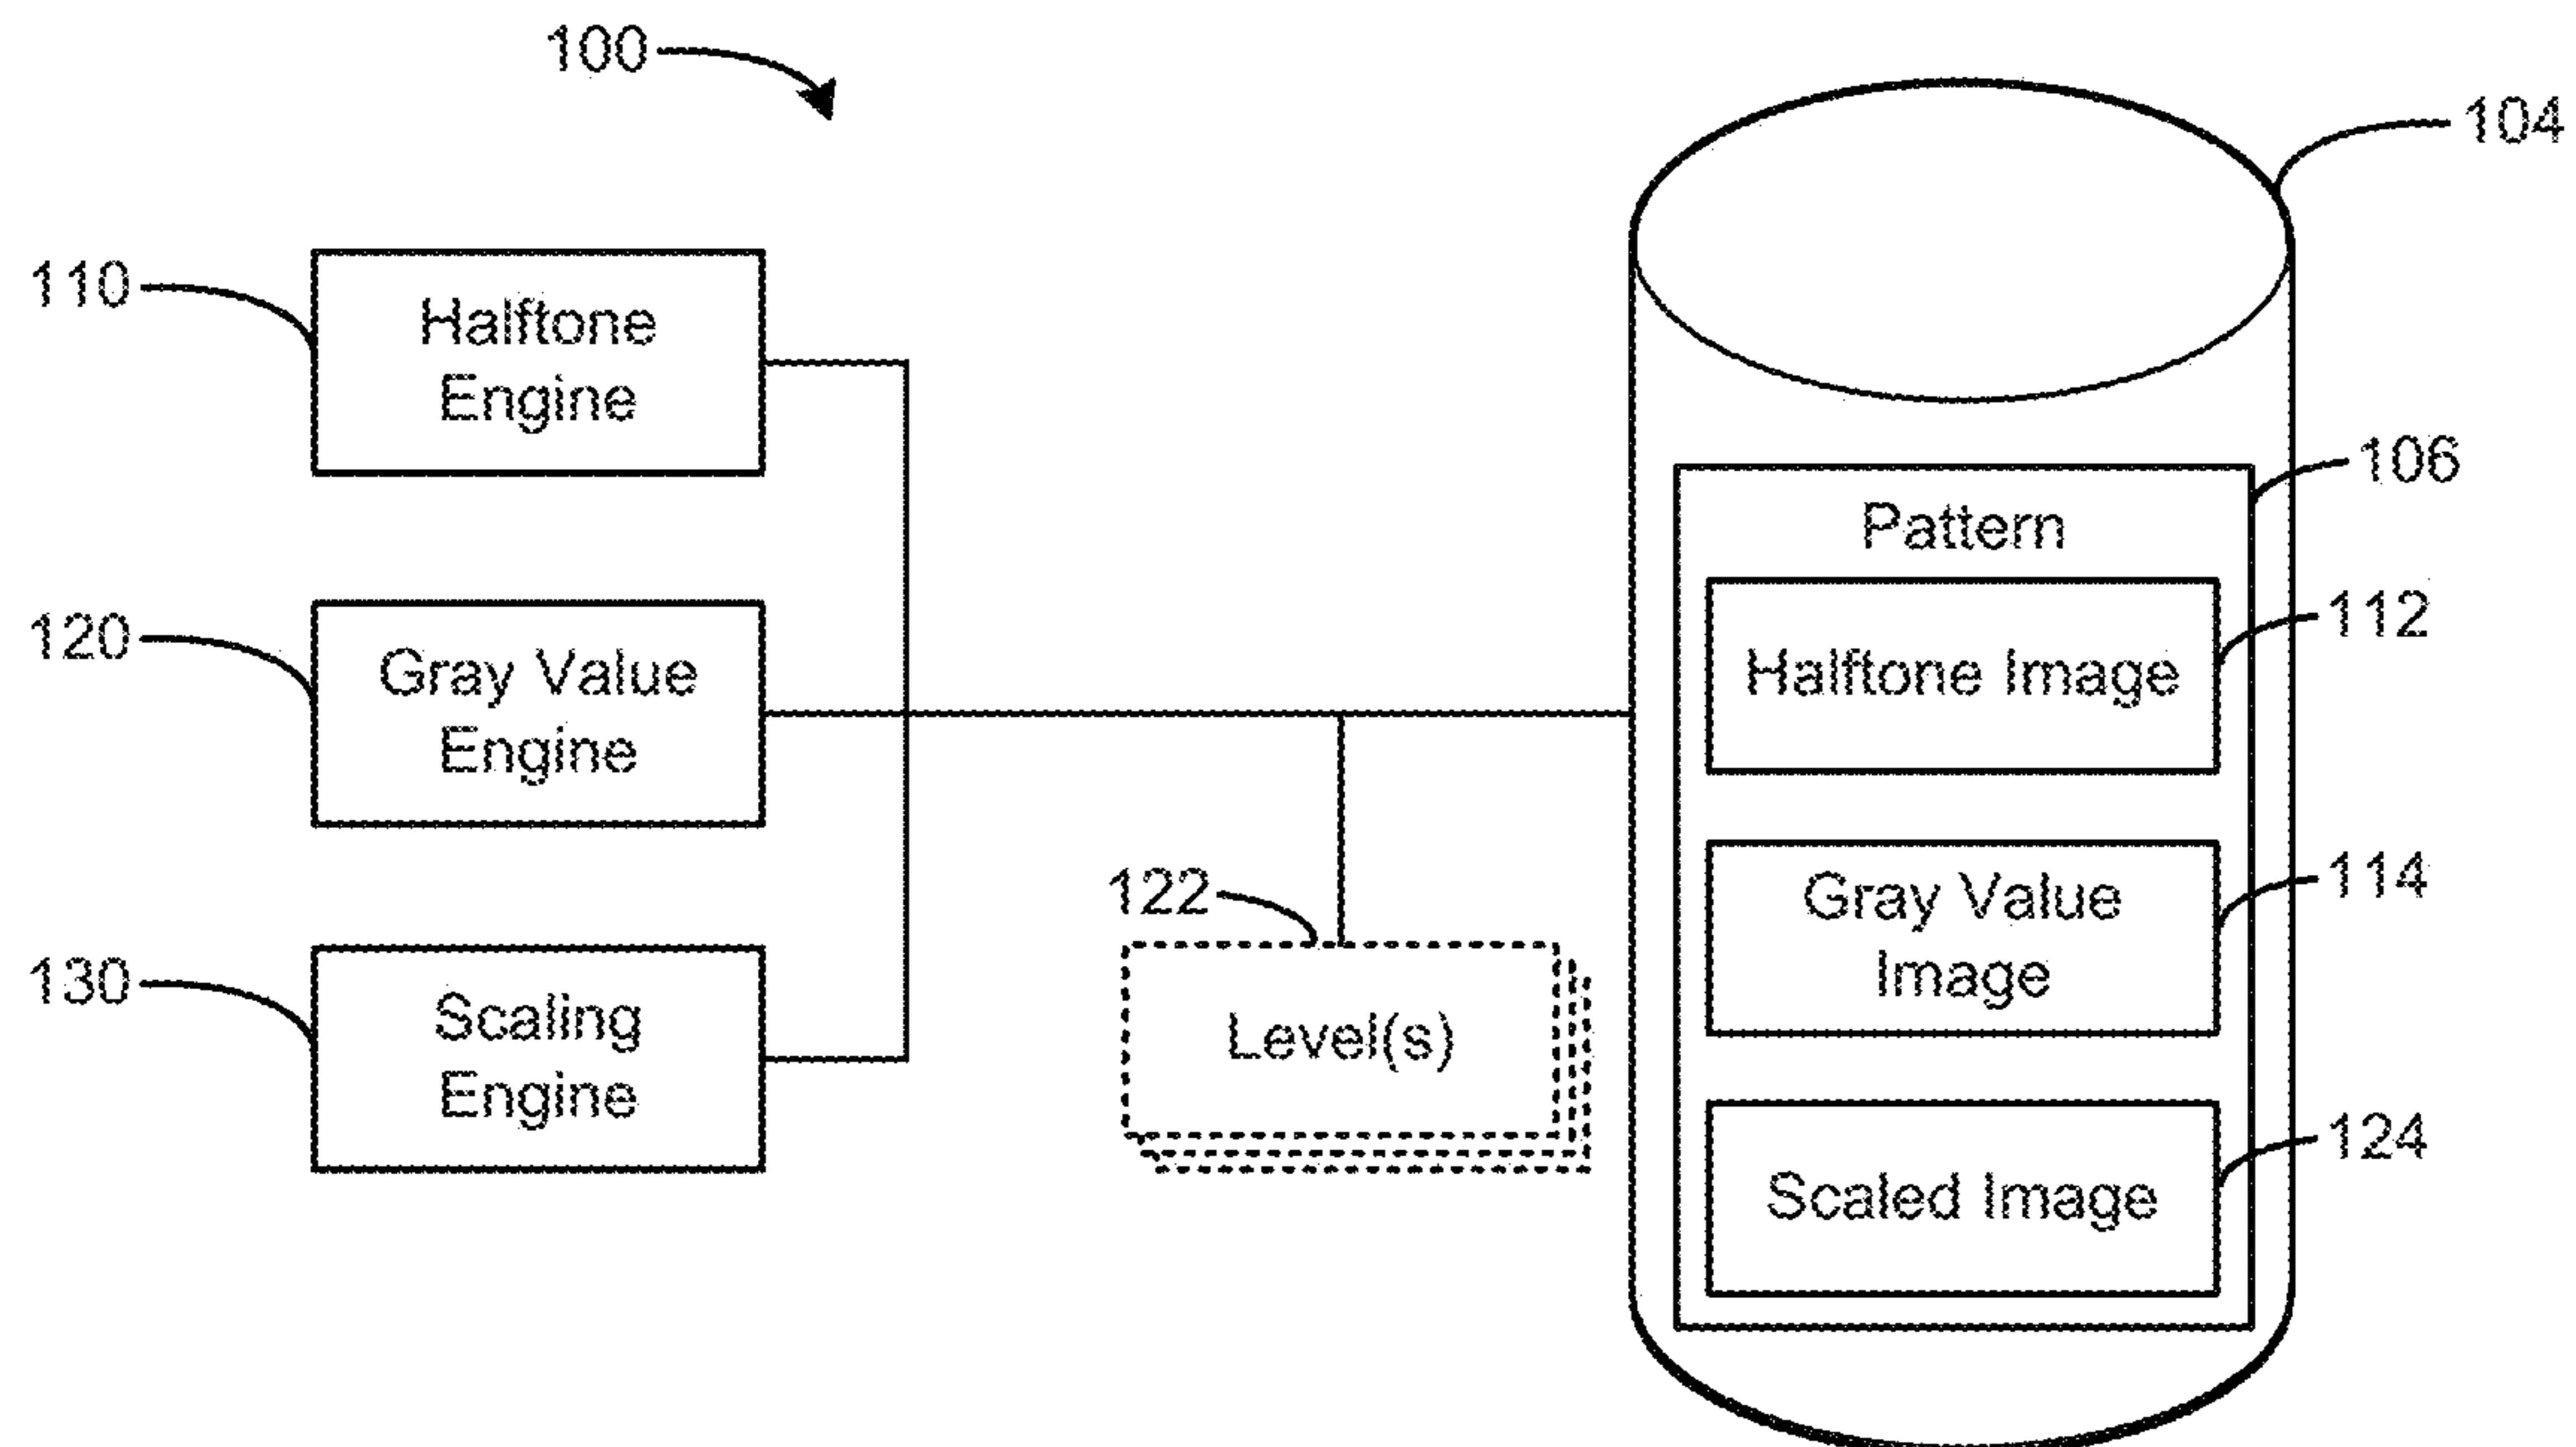 100
104
110
Halftone
Engine
106
Pattern
120
Gray Value
Engine
112
Halftone Image
122
Level(s)
114
Gray Value
Image
130
Scaling
Engine
124
Scaled Image